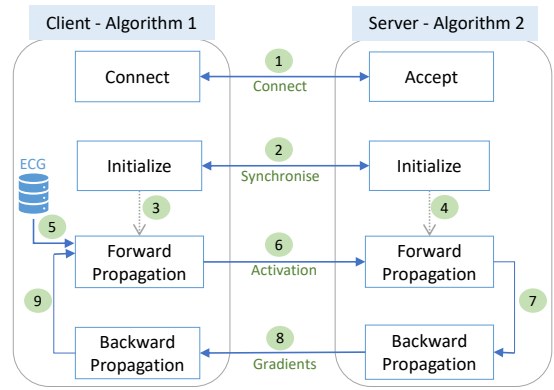 Client - Algorithm 1
Server - Algorithm 2
1
Connect
Connect
Accept
2
Initialize
Synchronise
Initialize
ECG
3
4
5
6
Forward
Propagation
Activation
Forward
Propagation
9
7
8
Backward
Propagation
Gradients
Backward
Propagation